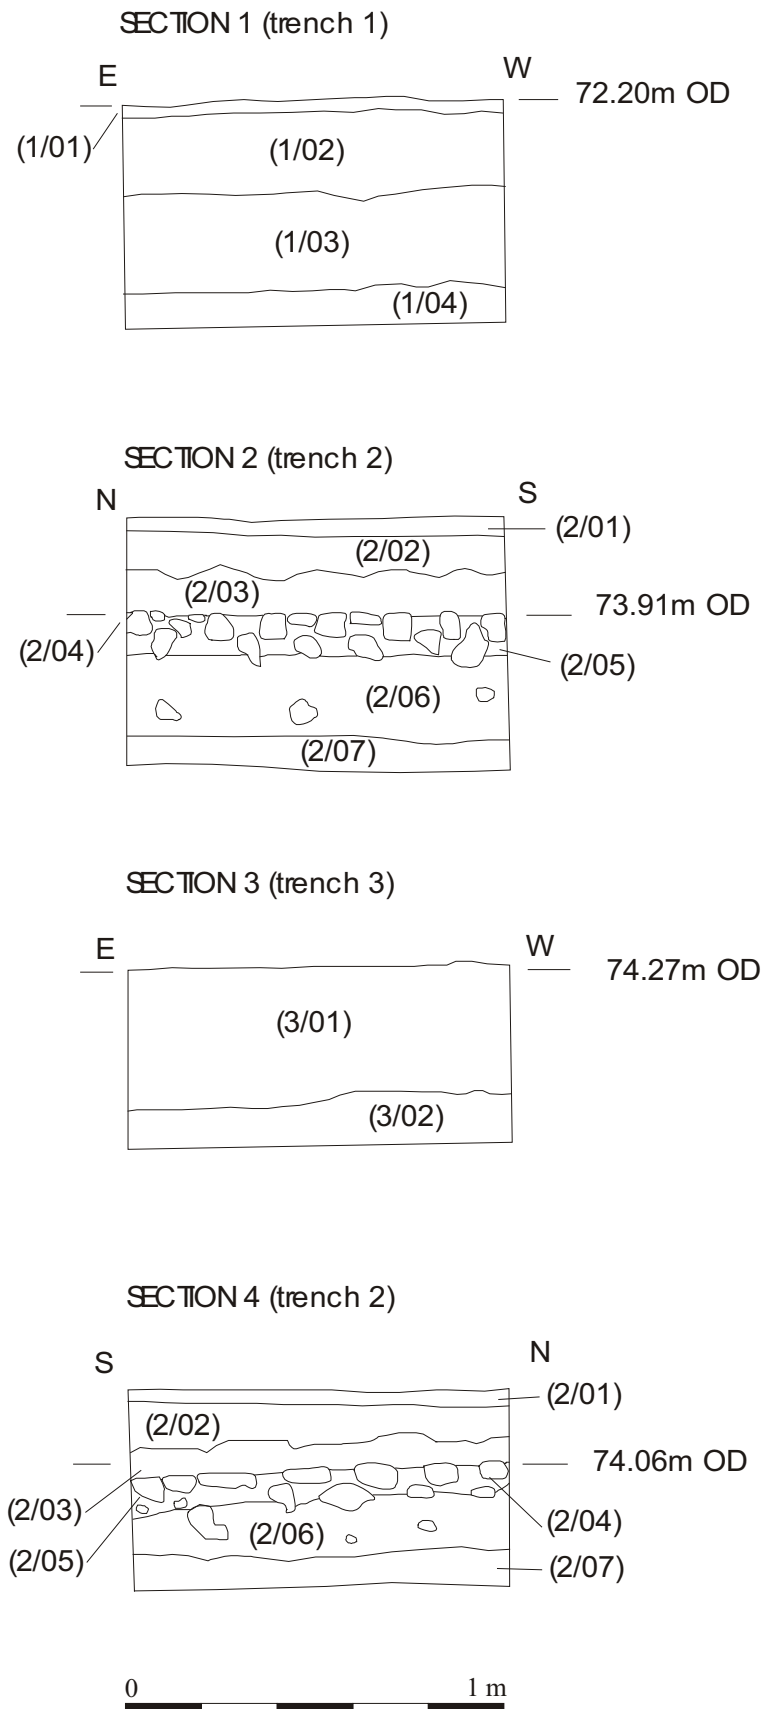 SECTION 1 (trench 1)
E
W
72.20m OD
(1/01)
(1/02)
(1/03)
(1/04)
SECTION 2 (trench 2)
N
S
(2/01)
(2/02)
(2/03)
73.91m OD
(2/04)
(2/05)
(2/06)
(2/07)
SECTION 3 (trench 3)
E
W
74.27m OD
(3/01)
(3/02)
SECTION 4 (trench 2)
S
N
(2/01)
(2/02)
74.06m OD
(2/03)
(2/04)
(2/06)
(2/05)
(2/07)
0 1 m